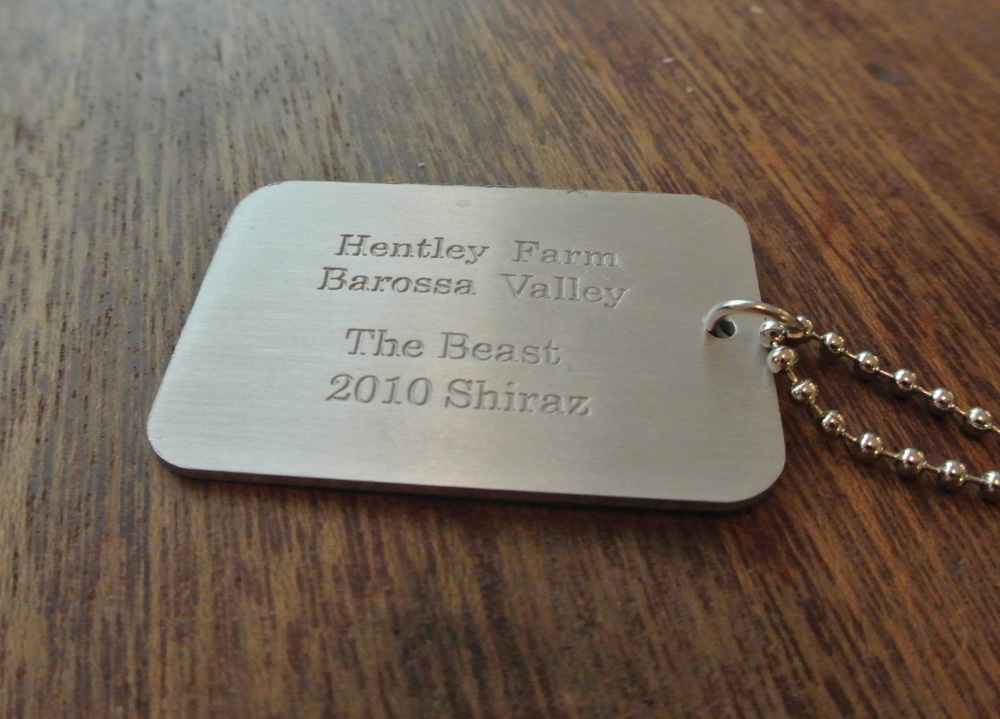 Hentley Farm
Barossa Valley
The Beast
2010 Shiraz